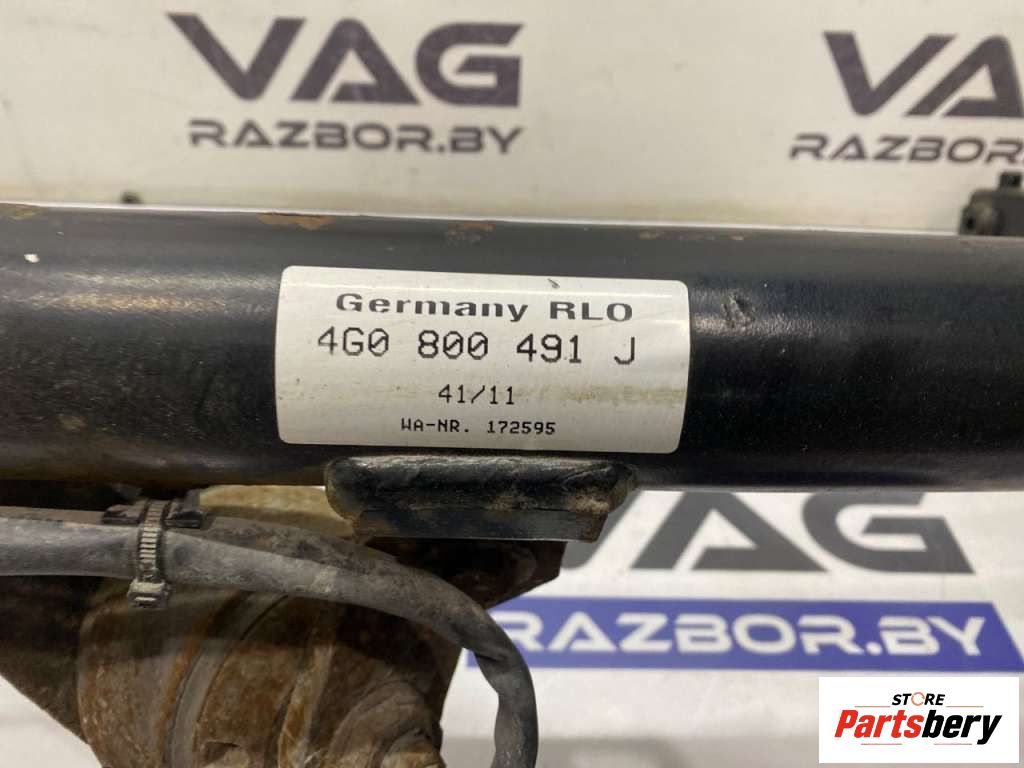 VAG
RAZBOR.BY
VAG
RAZBOR
Germany RLO
4G0 800 491 J
41/11
WA-NR. 172595
VAG
RAZBOR.BY
STORE
Partsbery